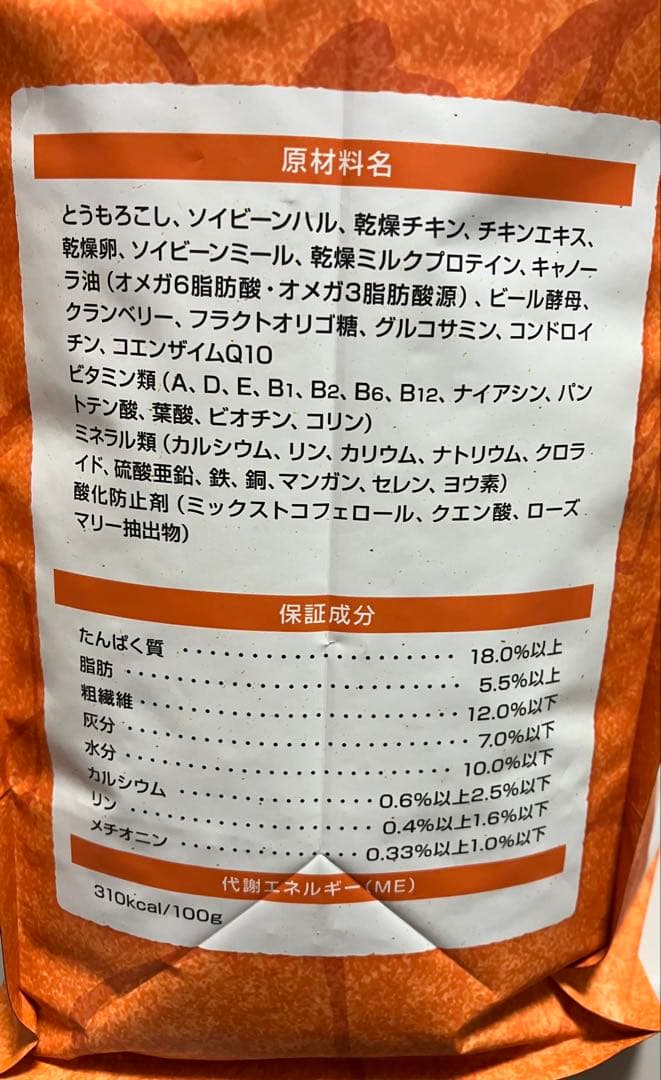 原材料名
とうもろこし、ソイビーンハル、乾燥チキン、チキンエキス、
乾燥卵、ソイビーンミール、乾燥ミルクプロテイン、キャノー
ラ油（オメガ6脂肪酸・オメガ3脂肪酸源）、ビール酵母、
クランベリー、フラクトオリゴ糖、グルコサミン、コンドロイ
チン、コエンザイムQ10
ビタミン類（A、D、E、B1、B2、B6、B12、ナイアシン、パン
トテン酸、葉酸、ビオチン、コリン）
ミネラル類（カルシウム、リン、カリウム、ナトリウム、クロラ
イド、硫酸亜鉛、鉄、銅、マンガン、セレン、ヨウ素）
酸化防止剤（ミックストコフェロール、クエン酸、ローズ
マリー抽出物）
保証成分
たんぱく質 ・・・・・・・・・・・・・・・・・・・・・・ 18.0%以上
脂肪 ・・・・・・・・・・・・・・・・・・・・・・・・・・ 5.5%以上
粗繊維 ・・・・・・・・・・・・・・・・・・・・・・・・ 12.0%以下
灰分 ・・・・・・・・・・・・・・・・・・・・・・・・・・ 7.0%以下
水分 ・・・・・・・・・・・・・・・・・・・・・・・・・ 10.0%以下
カルシウム ・・・・・・・・・・・・・・・ 0.6%以上2.5%以下
リン ・・・・・・・・・・・・・・・・・・・・ 0.4%以上1.6%以下
メチオニン ・・・・・・・・・・・・・・ 0.33%以上1.0%以下
代謝エネルギー（ME）
310kcal/100g